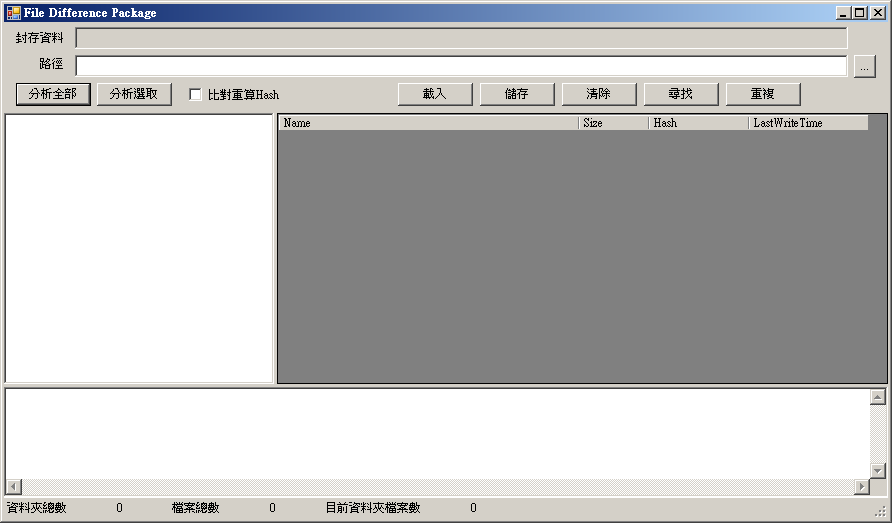 File Difference Package
封存資料
路徑
...
分析全部 分析選取 比對重算Hash 載入 儲存 清除 尋找 重複
Name Size Hash LastWriteTime
資料夾總數 0 檔案總數 0 目前資料夾檔案數 0